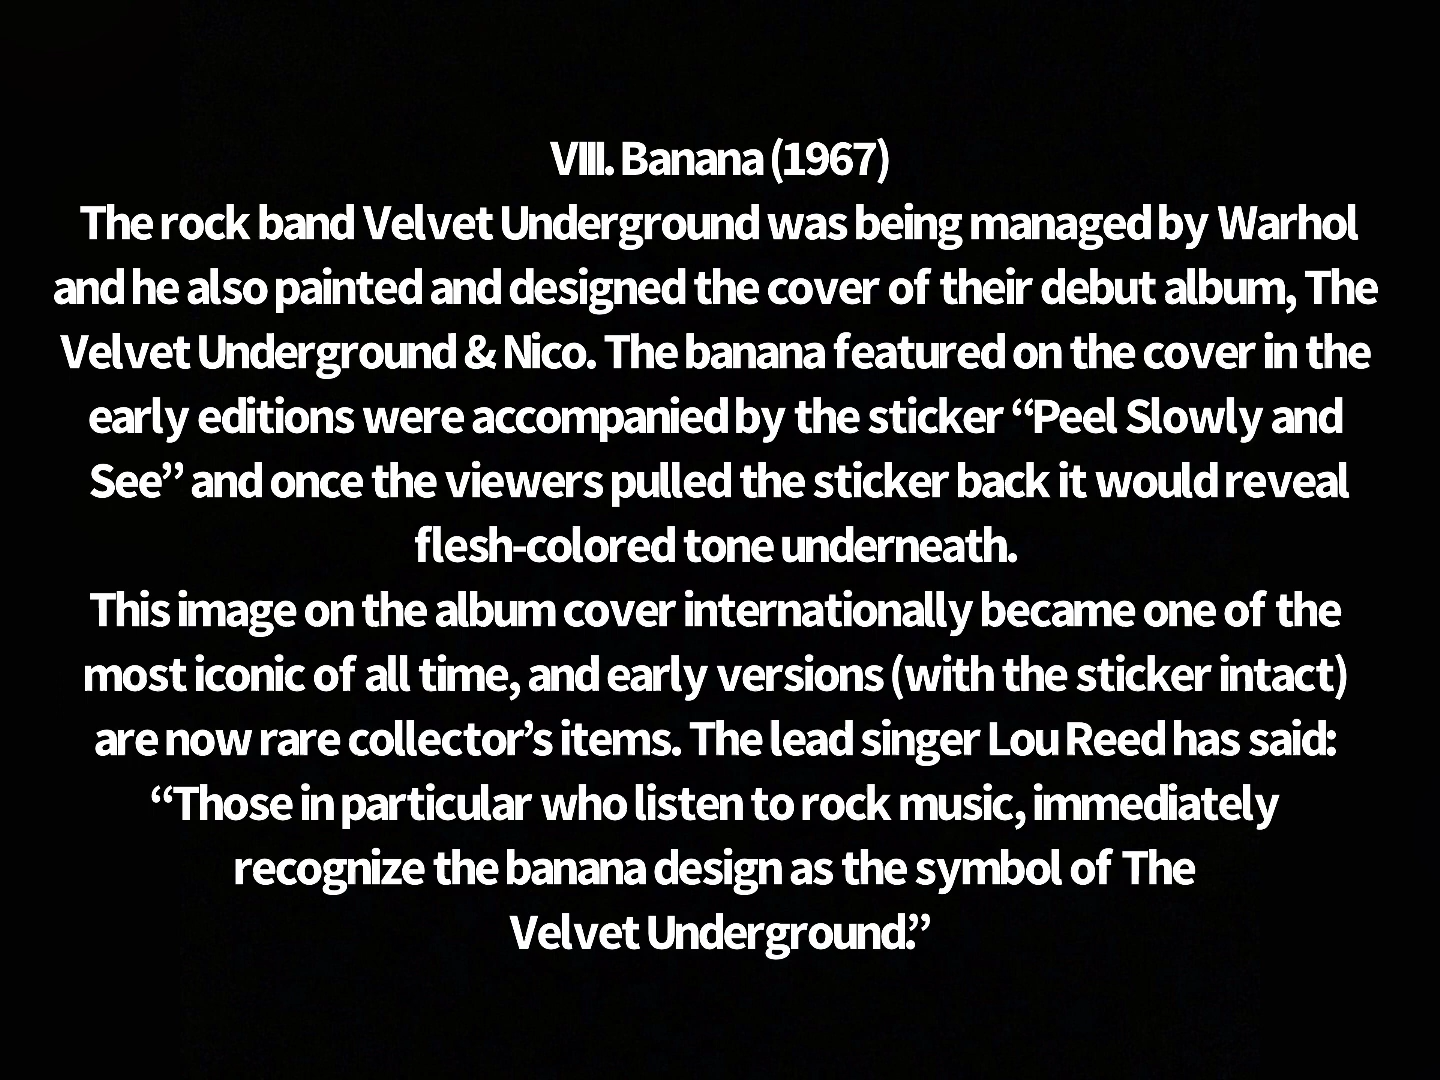 VIII. Banana (1967)
The rock band Velvet Underground was being managed by Warhol
and he also painted and designed the cover of their debut album, The
Velvet Underground & Nico. The banana featured on the cover in the
early editions were accompanied by the sticker “Peel Slowly and
See” and once the viewers pulled the sticker back it would reveal
flesh-colored tone underneath.
This image on the album cover internationally became one of the
most iconic of all time, and early versions (with the sticker intact)
are now rare collector’s items. The lead singer Lou Reed has said:
“Those in particular who listen to rock music, immediately
recognize the banana design as the symbol of The
Velvet Underground.”